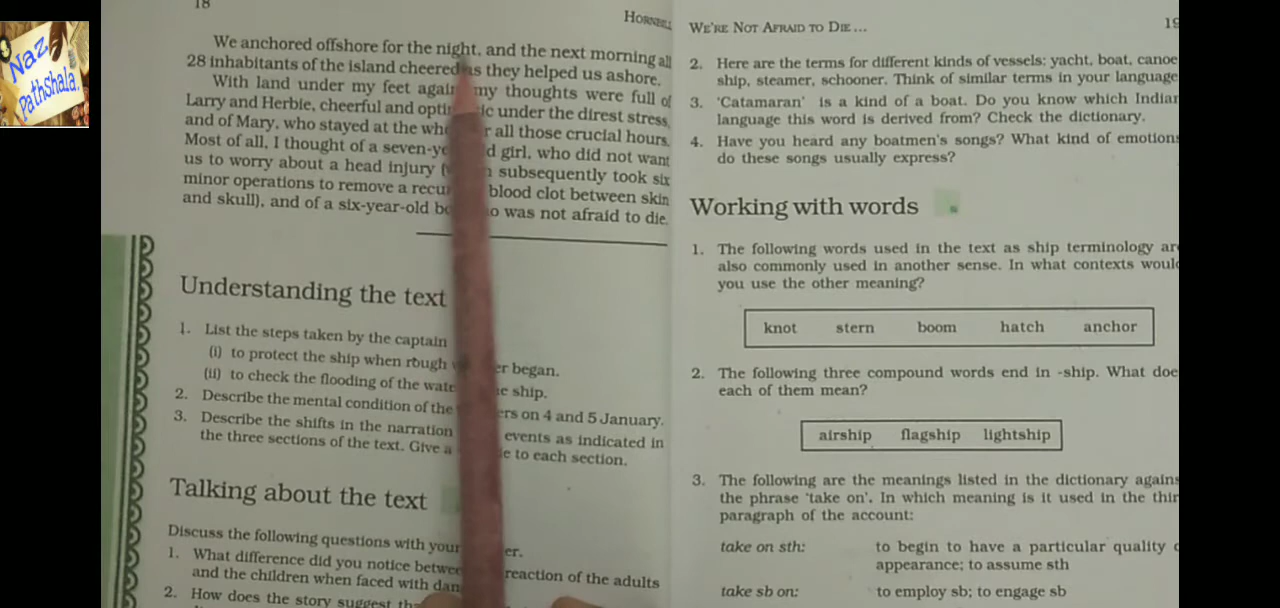 Naz
Pathshala.
18
HORNBILL
We anchored offshore for the night, and the next morning all
28 inhabitants of the island cheered as they helped us ashore.
With land under my feet again my thoughts were full of
Larry and Herbie, cheerful and under the direst stress,
and of Mary, who stayed at the all those crucial hours.
Most of all, I thought of a girl, who did not want
us to worry about a head injury subsequently took six
minor operations to remove a blood clot between skin
and skull), and of a six-year-old was not afraid to die.
Understanding the text
1. List the steps taken by the captain
(i) to protect the ship when rough began.
(ii) to check the flooding of the ship.
2. Describe the mental condition of the on 4 and 5 January.
3. Describe the shifts in the narration events as indicated in
the three sections of the text. Give a to each section.
Talking about the text
Discuss the following questions with your
1. What difference did you notice reaction of the adults
and the children when faced with
2. How does the story suggest
WE'RE NOT AFRAID TO DIE...
19
2. Here are the terms for different kinds of vessels: yacht, boat, canoe
ship, steamer, schooner. Think of similar terms in your language
3. 'Catamaran' is a kind of a boat. Do you know which Indian
language this word is derived from? Check the dictionary.
4. Have you heard any boatmen's songs? What kind of emotions
do these songs usually express?
Working with words
1. The following words used in the text as ship terminology are
also commonly used in another sense. In what contexts would
you use the other meaning?
knot stern boom hatch anchor
2. The following three compound words end in -ship. What doe
each of them mean?
airship flagship lightship
3. The following are the meanings listed in the dictionary agains
the phrase 'take on'. In which meaning is it used in the thir
paragraph of the account:
take on sth: to begin to have a particular quality o
appearance; to assume sth
take sb on: to employ sb; to engage sb